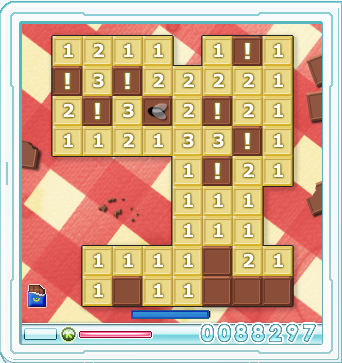 1 2 1 1 1 ! 1
! 3 ! 2 2 2 2 1
2 ! 3 2 ! 2 1
1 1 2 1 3 3 ! 1
1 ! 2 1
1 1 1
1 1 1
1 1 1 1 2 1
1 1 1
0088297